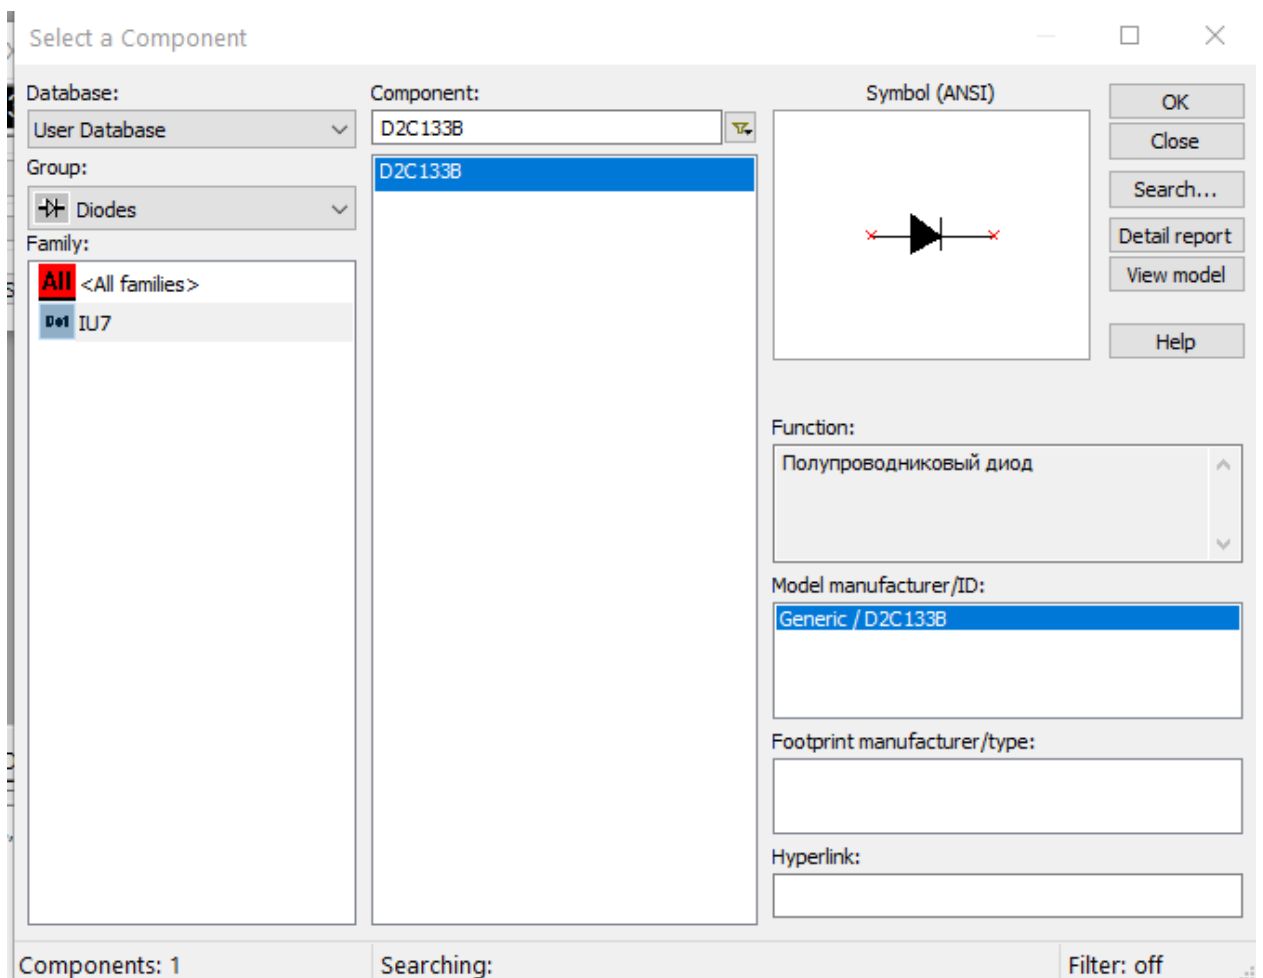 Select a Component
Database:
User Database
Group:
Diodes
Family:
All <All families>
IU7
Component:
D2C133B
D2C133B
Symbol (ANSI)
OK
Close
Search...
Detail report
View model
Help
Function:
Полупроводниковый диод
Model manufacturer/ID:
Generic / D2C133B
Footprint manufacturer/type:
Hyperlink:
Components: 1
Searching:
Filter: off